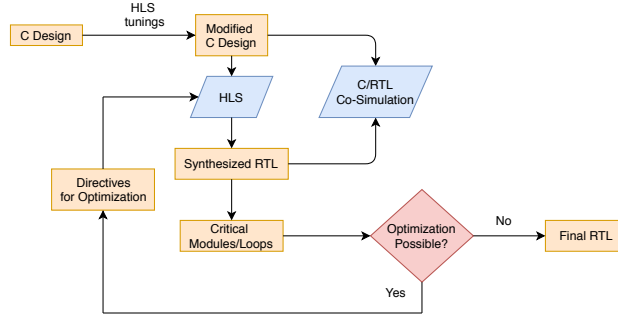 HLS
tunings
C Design
Modified
C Design
HLS
C/RTL
Co-Simulation
Synthesized RTL
Directives
for Optimization
Critical
Modules/Loops
Optimization
Possible?
No
Final RTL
Yes